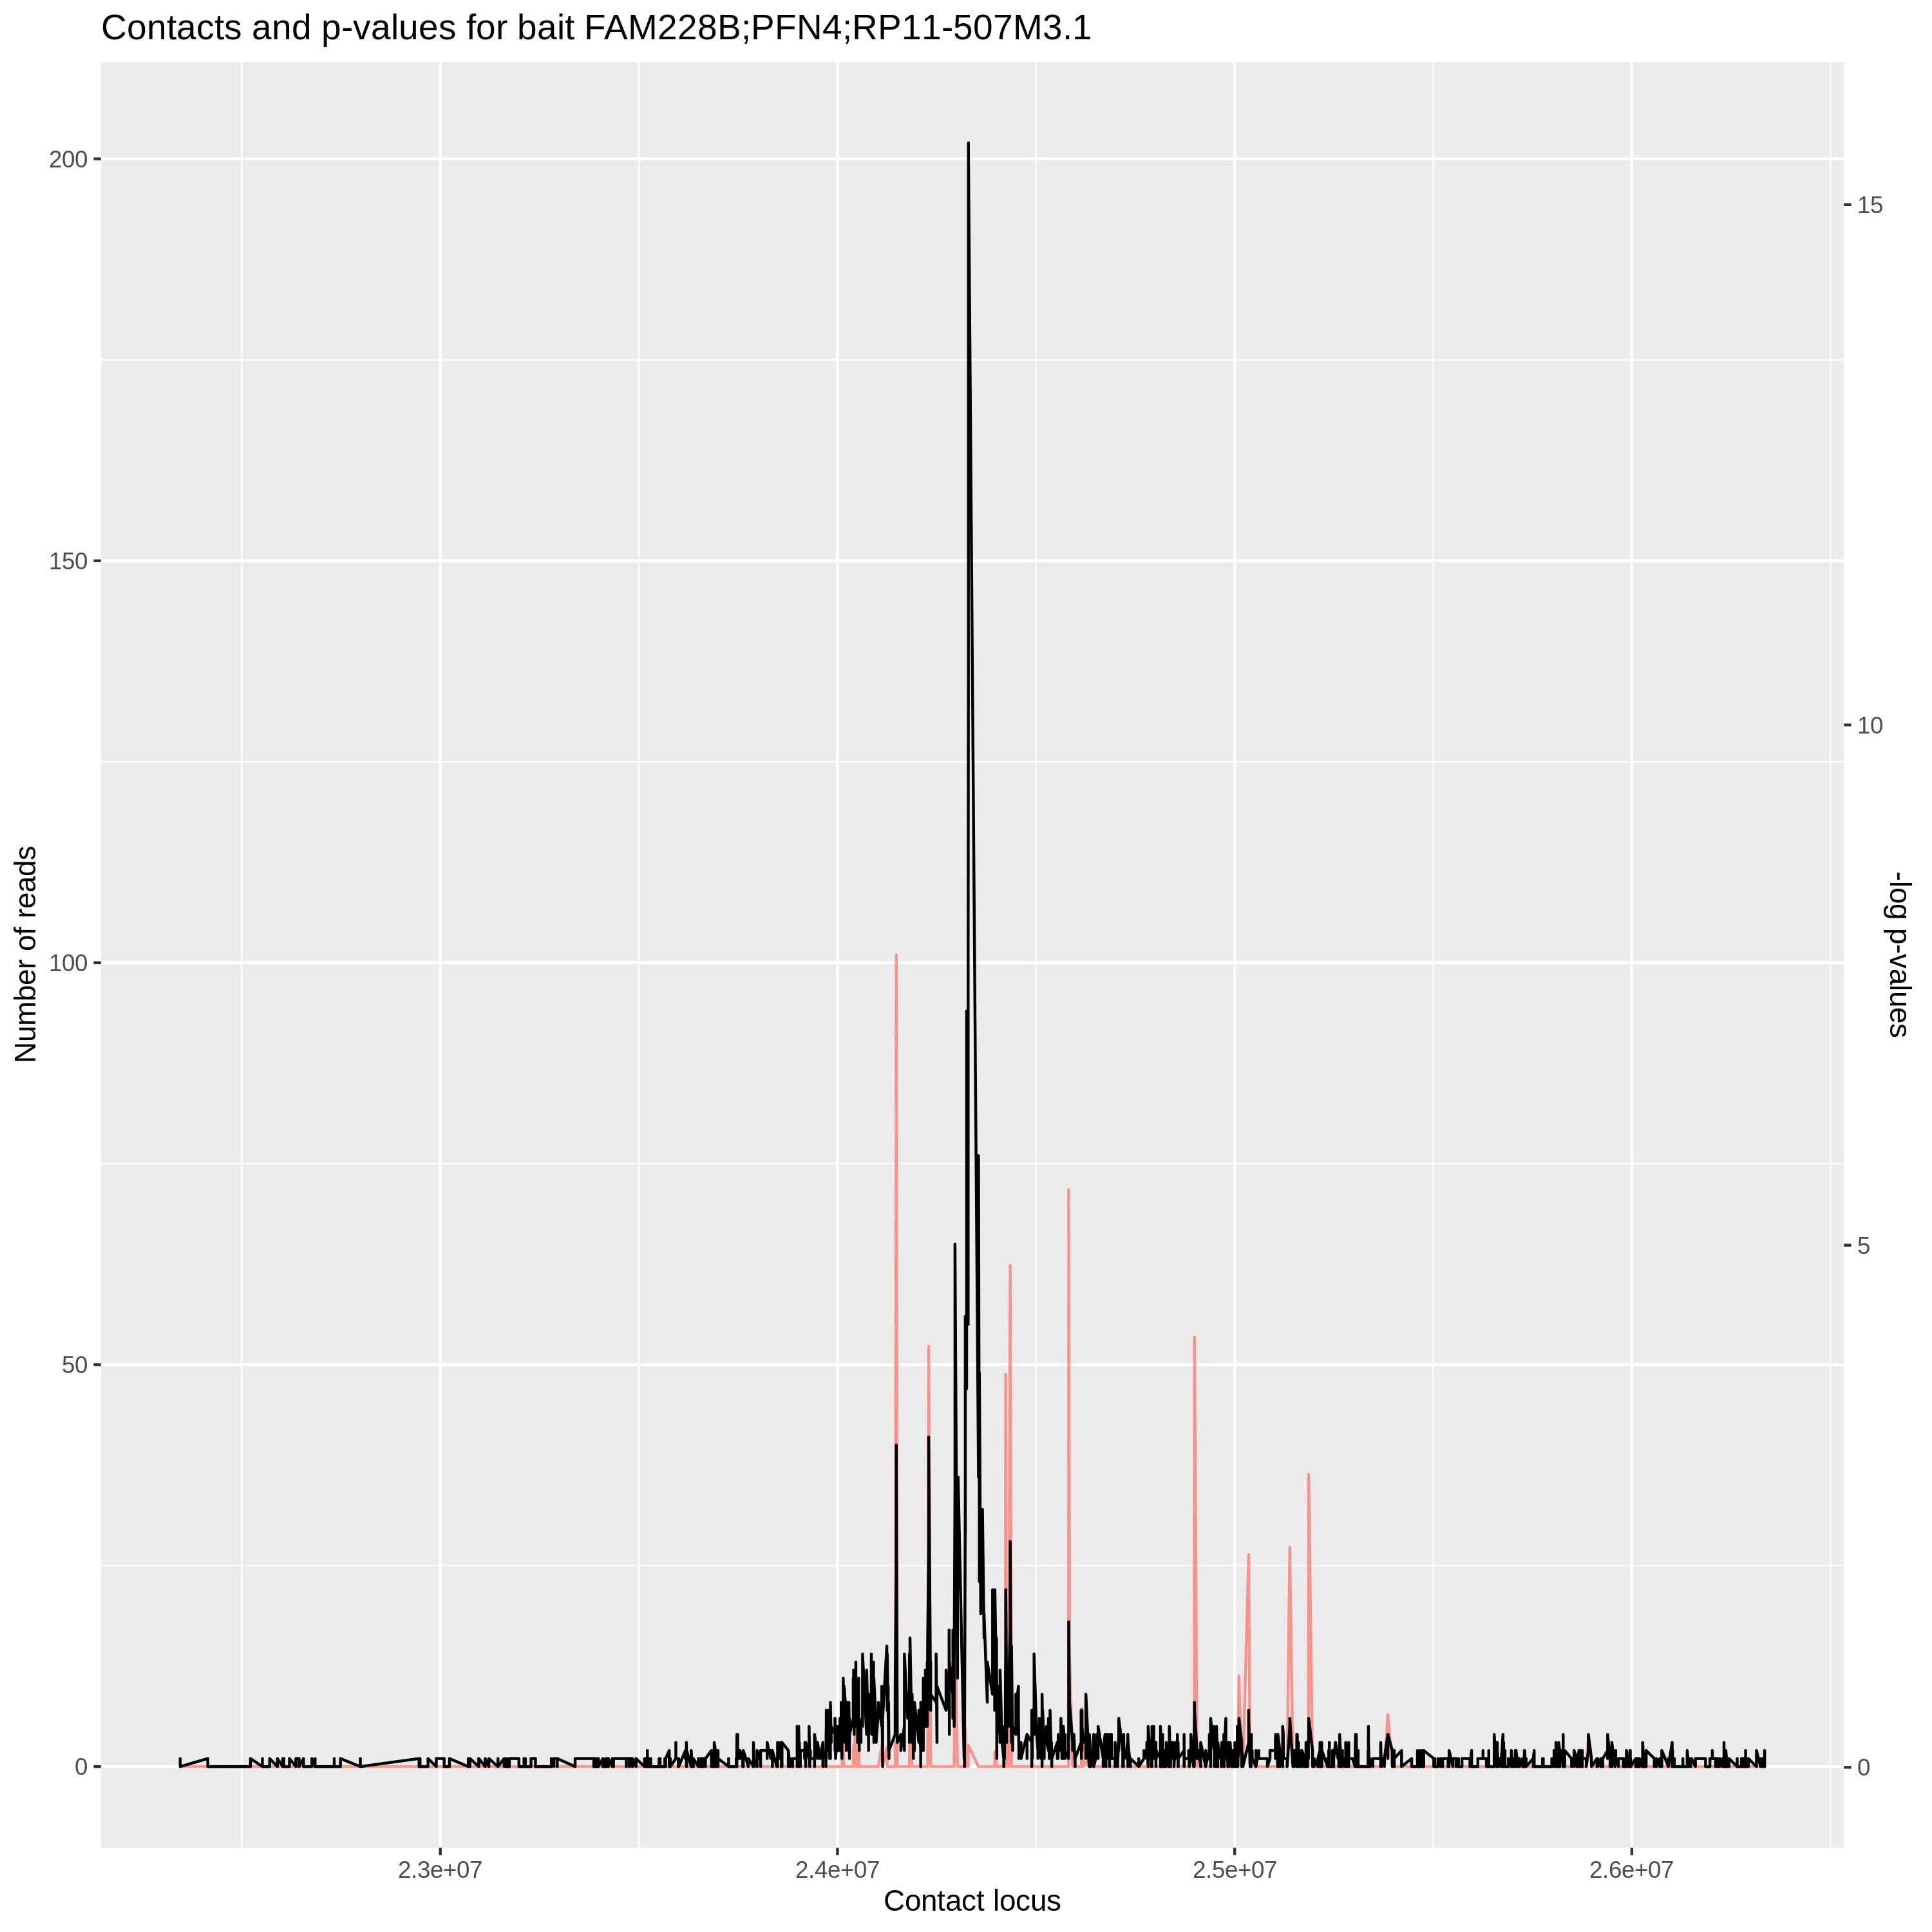 Contacts and p-values for bait FAM228B;PFN4;RP11-507M3.1
200
150
100
50
0
Number of reads
15
10
5
0
-log p-values
2.3e+07
2.4e+07
2.5e+07
2.6e+07
Contact locus